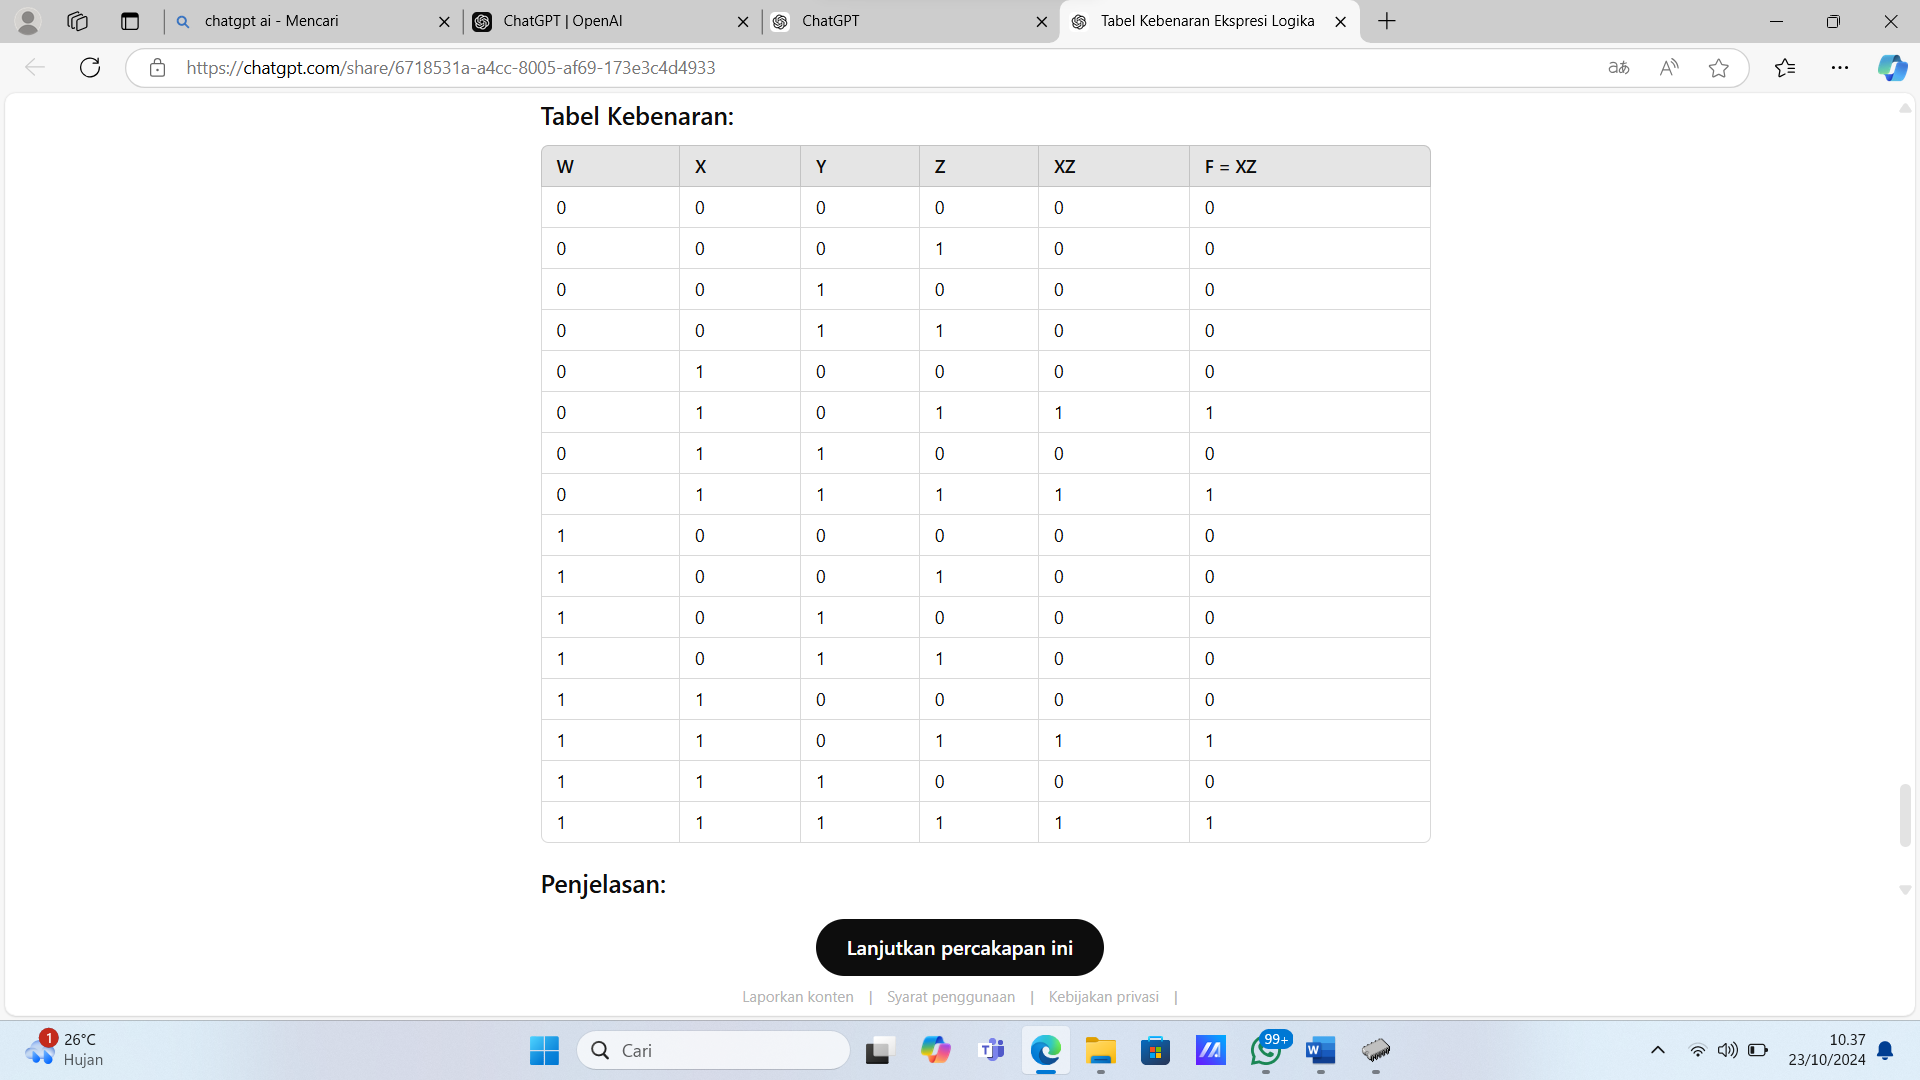 chatgpt ai - Mencari
ChatGPT | OpenAI
ChatGPT
Tabel Kebenaran Ekspresi Logika
https://chatgpt.com/share/6718531a-a4cc-8005-af69-173e3c4d4933
Tabel Kebenaran:
W X Y Z XZ F = XZ
0 0 0 0 0 0
0 0 0 1 0 0
0 0 1 0 0 0
0 0 1 1 0 0
0 1 0 0 0 0
0 1 0 1 1 1
0 1 1 0 0 0
0 1 1 1 1 1
1 0 0 0 0 0
1 0 0 1 0 0
1 0 1 0 0 0
1 0 1 1 0 0
1 1 0 0 0 0
1 1 0 1 1 1
1 1 1 0 0 0
1 1 1 1 1 1
Penjelasan:
Lanjutkan percakapan ini
Laporkan konten | Syarat penggunaan | Kebijakan privasi |
1
26°C
Hujan
Cari
99+
10.37
23/10/2024